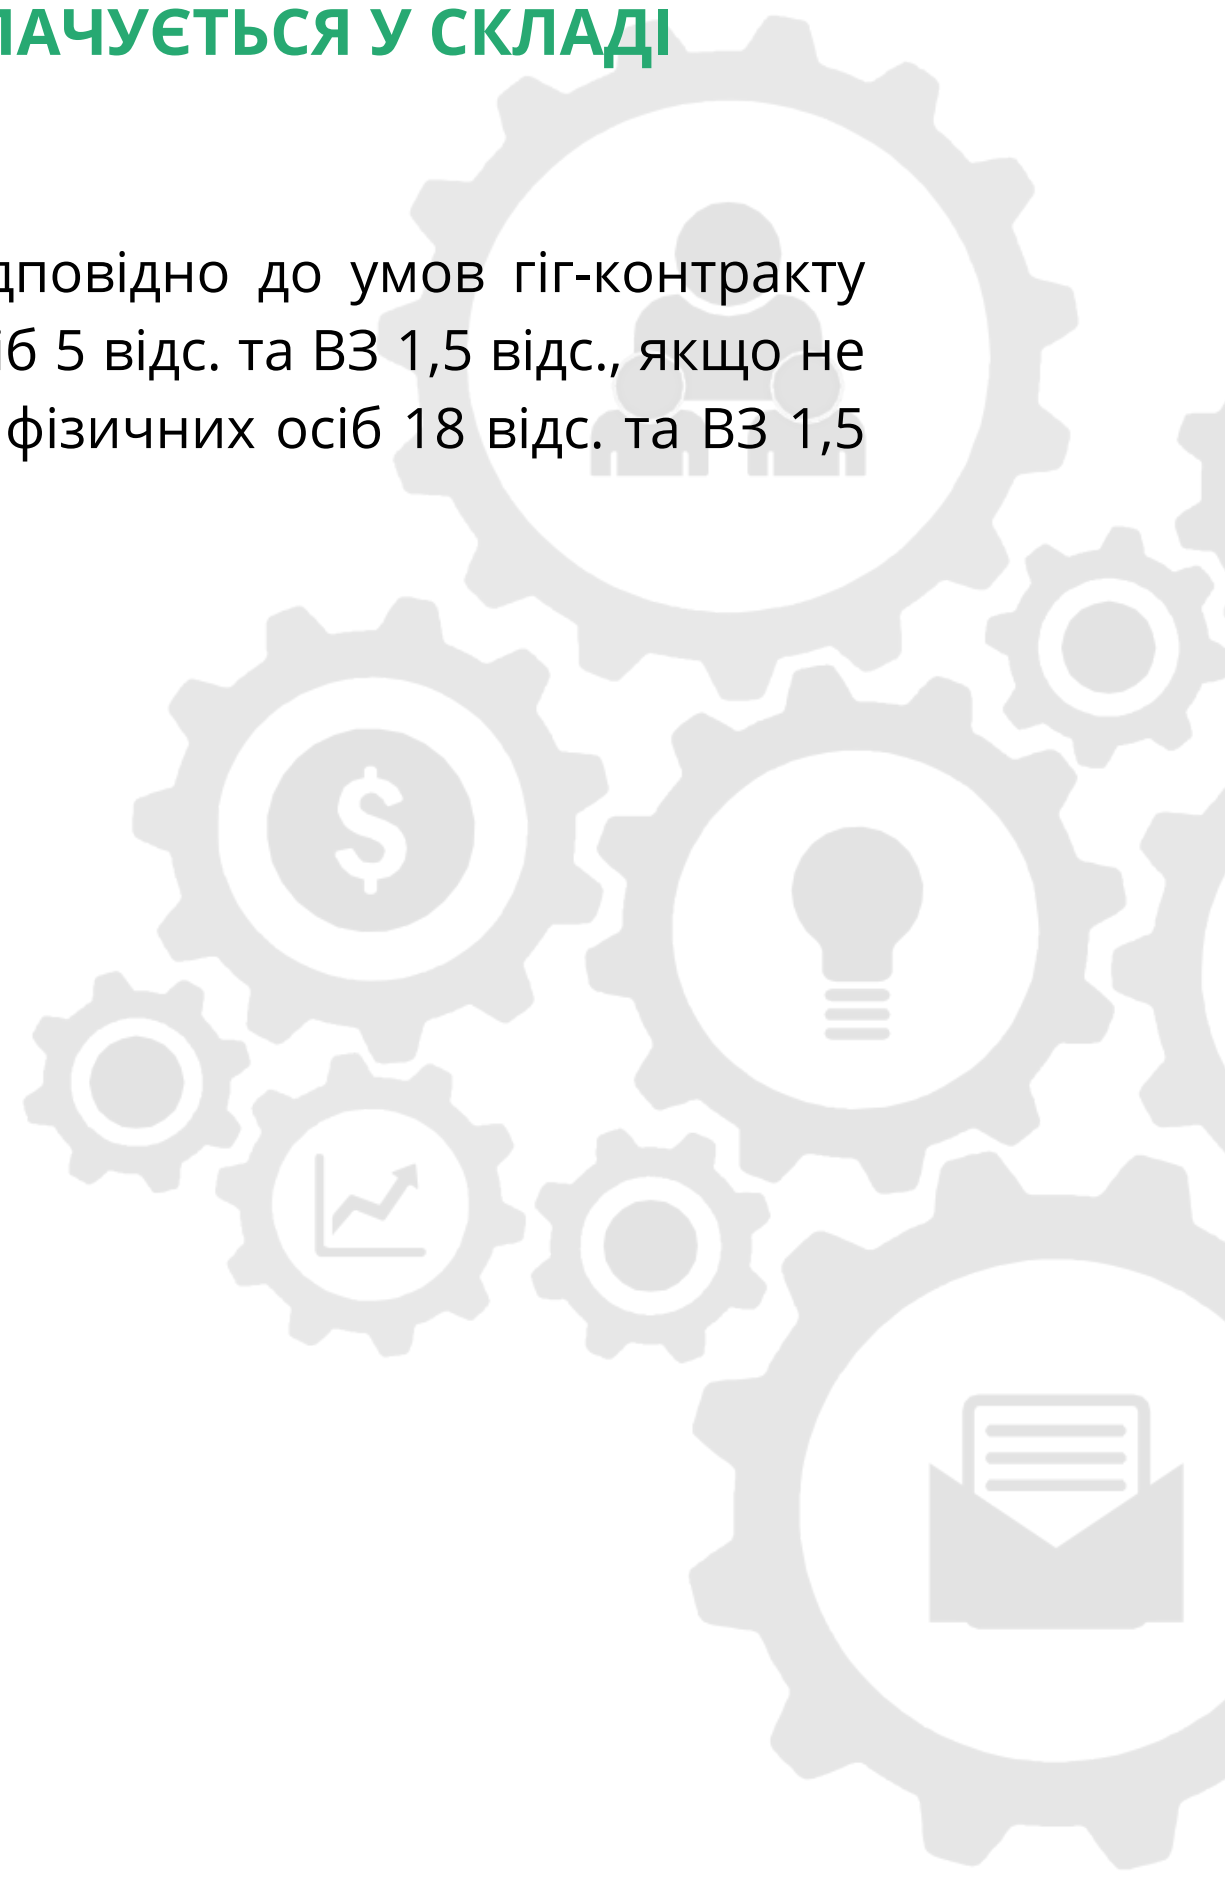 ЛАЧУЄТЬСЯ У СКЛАДІ
дповідно до умов гіг-контракту
іб 5 відс. та ВЗ 1,5 відс., якщо не
фізичних осіб 18 відс. та ВЗ 1,5